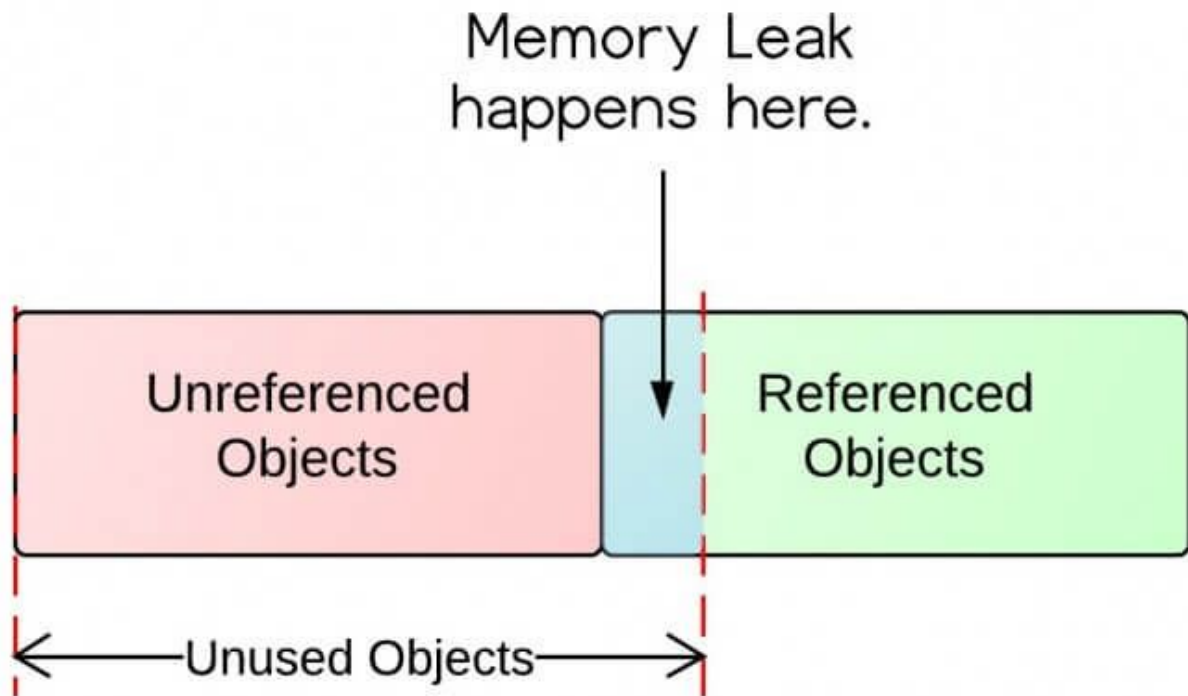 Memory Leak
happens here.
Unreferenced
Objects
Referenced
Objects
Unused Objects